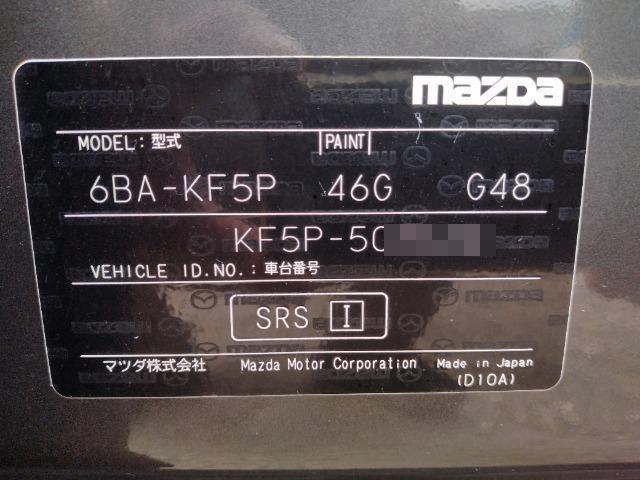 mazda
MODEL: 型式 PAINT
6BA-KF5P 46G G48
KF5P-50
VEHICLE ID.NO.: 車台番号
SRS I
マツダ株式会社 Mazda Motor Corporation Made in Japan
(D10A)